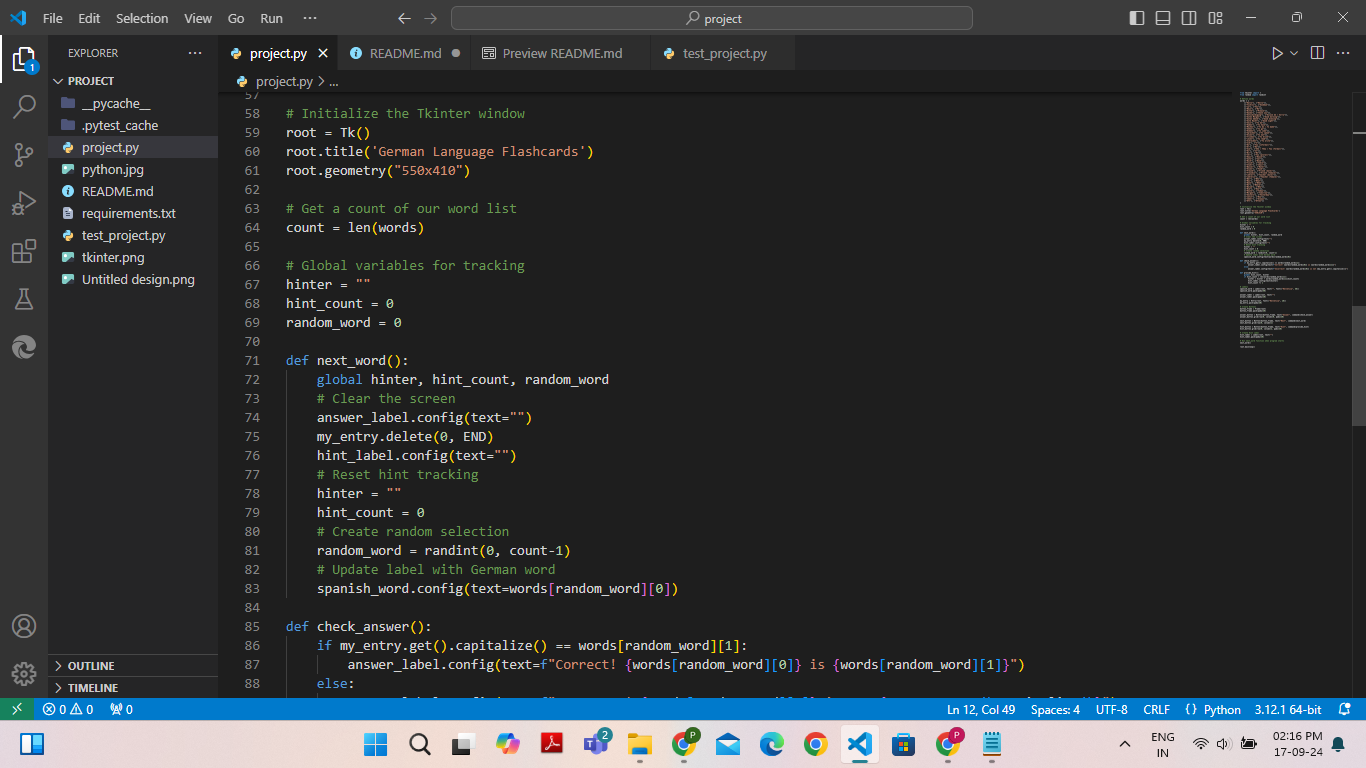 File Edit Selection View Go Run ···
project
EXPLORER ···
project.py
README.md
Preview README.md
test_project.py
PROJECT
project.py > ...
__pycache__
.pytest_cache
project.py
python.jpg
README.md
requirements.txt
test_project.py
tkinter.png
Untitled design.png
57
58 # Initialize the Tkinter window
59 root = Tk()
60 root.title('German Language Flashcards')
61 root.geometry("550x410")
62
63 # Get a count of our word list
64 count = len(words)
65
66 # Global variables for tracking
67 hinter = ""
68 hint_count = 0
69 random_word = 0
70
71 def next_word():
72 global hinter, hint_count, random_word
73 # Clear the screen
74 answer_label.config(text="")
75 my_entry.delete(0, END)
76 hint_label.config(text="")
77 # Reset hint tracking
78 hinter = ""
79 hint_count = 0
80 # Create random selection
81 random_word = randint(0, count-1)
82 # Update label with German word
83 spanish_word.config(text=words[random_word][0])
84
85 def check_answer():
86 if my_entry.get().capitalize() == words[random_word][1]:
87 answer_label.config(text=f"Correct! {words[random_word][0]} is {words[random_word][1]}")
88 else:
OUTLINE
TIMELINE
1
0 0 0
Ln 12, Col 49 Spaces: 4 UTF-8 CRLF {} Python 3.12.1 64-bit
2
P
P
ENG
IN
02:16 PM
17-09-24